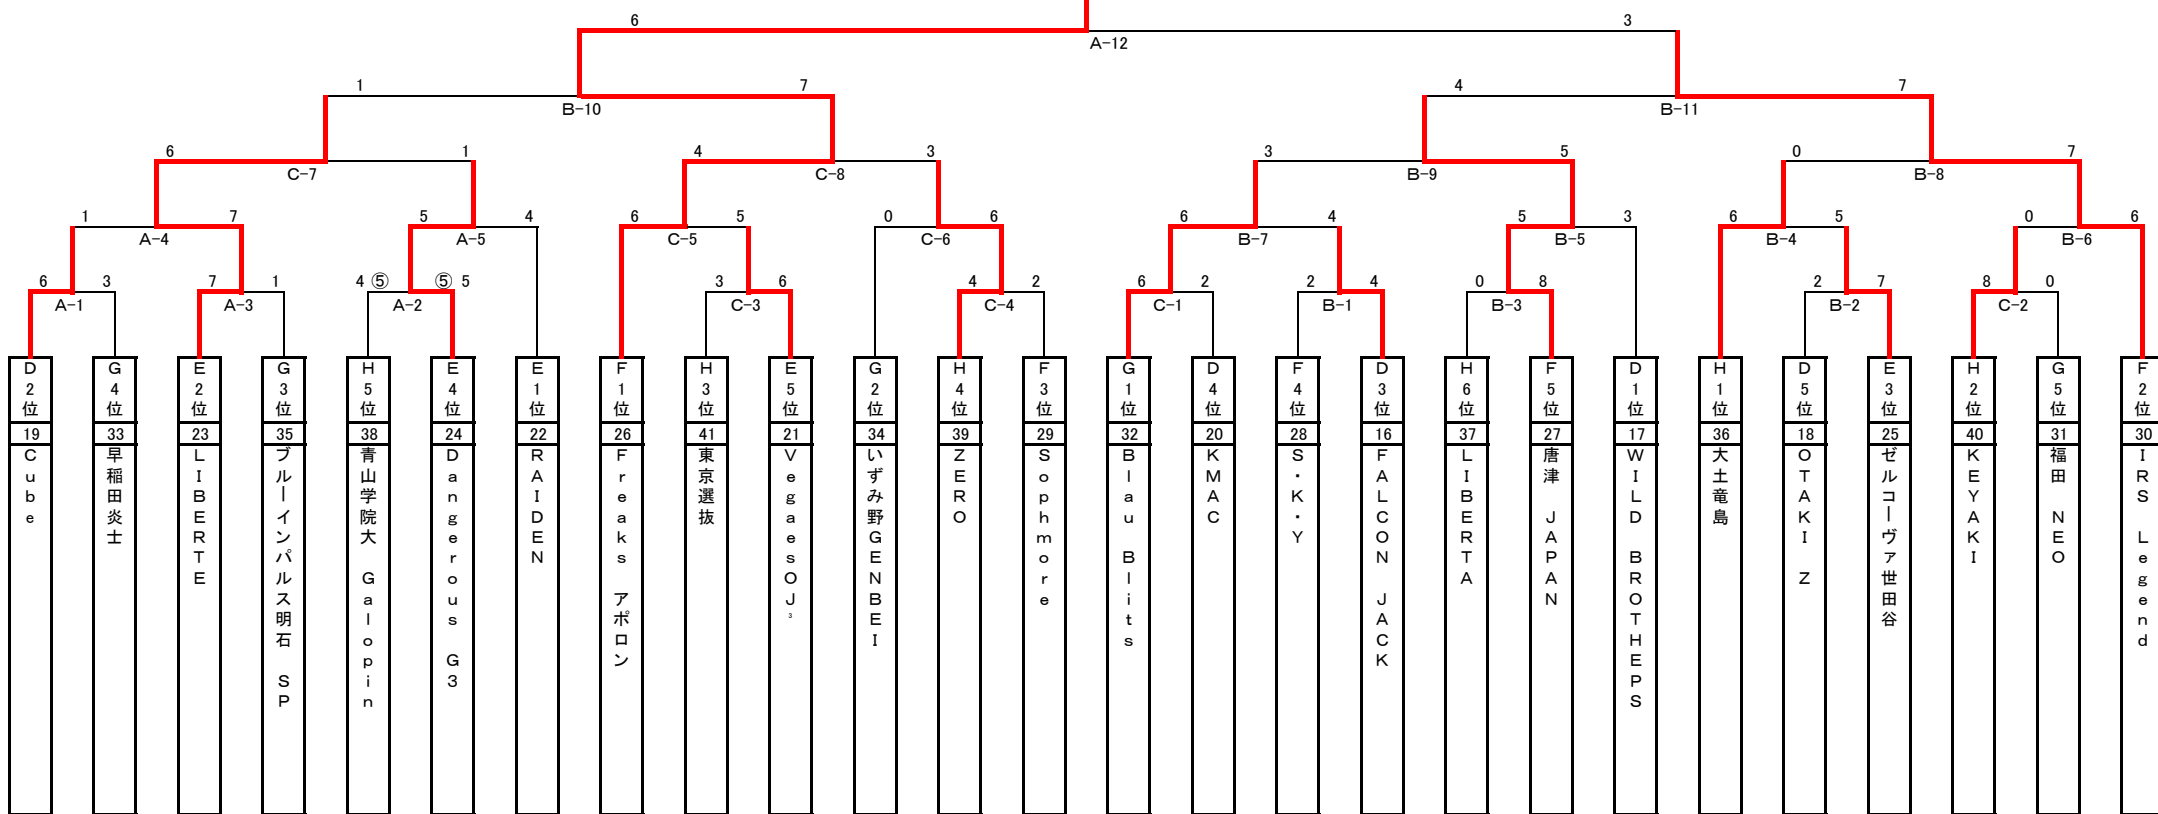 6 3
A-12
1 7 4 7
B-10 B-11
6 1 4 3 3 5 0 7
C-7 C-8 B-9 B-8
1 7 5 4 6 5 0 6 6 4 5 3 6 5 0 6
A-4 A-5 C-5 C-6 B-7 B-5 B-4 B-6
6 3 7 1 4 ⑤ ⑤ 5 3 6 4 2 6 2 2 4 0 8 2 7 8 0
A-1 A-3 A-2 C-3 C-4 C-1 B-1 B-3 B-2 C-2
D2位 19 Cube
G4位 33 早稲田炎士
E2位 23 LIBERTE
G3位 35 ブルーインパルス明石 SP
H5位 38 青山学院大 Galopin
E4位 24 Dangerous G3
E1位 22 RAIDEN
F1位 26 Freaks アポロン
H3位 41 東京選抜
E5位 21 VegaesOJ³
G2位 34 いずみ野GENBEI
H4位 39 ZERO
F3位 29 Sophmore
G1位 32 Blau Blits
D4位 20 KMAC
F4位 28 S・K・Y
D3位 16 FALCON JACK
H6位 37 LIBERTA
F5位 27 唐津 JAPAN
D1位 17 WILD BROTHEPS
H1位 36 大土竜島
D5位 18 OTAKI Z
E3位 25 ゼルコーヴァ世田谷
H2位 40 KEYAKI
G5位 31 福田 NEO
F2位 30 IRS Legend